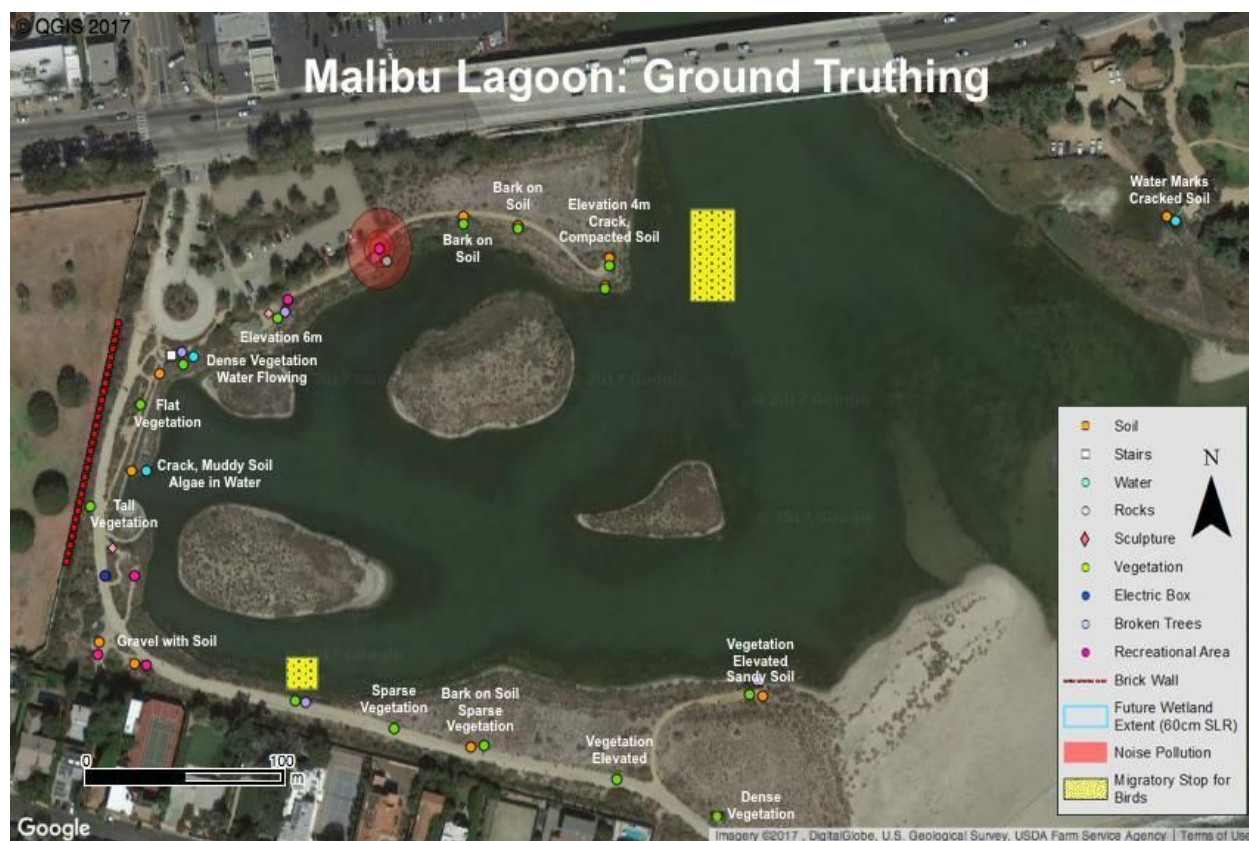 © QGIS 2017
Malibu Lagoon: Ground Truthing
Water Marks
Cracked Soil
Bark on
Soil
Elevation 4m
Crack,
Compacted Soil
Bark on
Soil
Elevation 6m
Dense Vegetation
Water Flowing
Flat
Vegetation
Crack, Muddy Soil
Algae in Water
Tall
Vegetation
Gravel with Soil
Vegetation
Elevated
Sandy Soil
Sparse
Vegetation
Bark on Soil
Sparse
Vegetation
Vegetation
Elevated
Dense
Vegetation
Soil
Stairs
Water
Rocks
Sculpture
Vegetation
Electric Box
Broken Trees
Recreational Area
Brick Wall
Future Wetland
Extent (60cm SLR)
Noise Pollution
Migratory Stop for
Birds
N
0 100
m
Google
Imagery ©2017 , DigitalGlobe, U.S. Geological Survey, USDA Farm Service Agency | Terms of Use